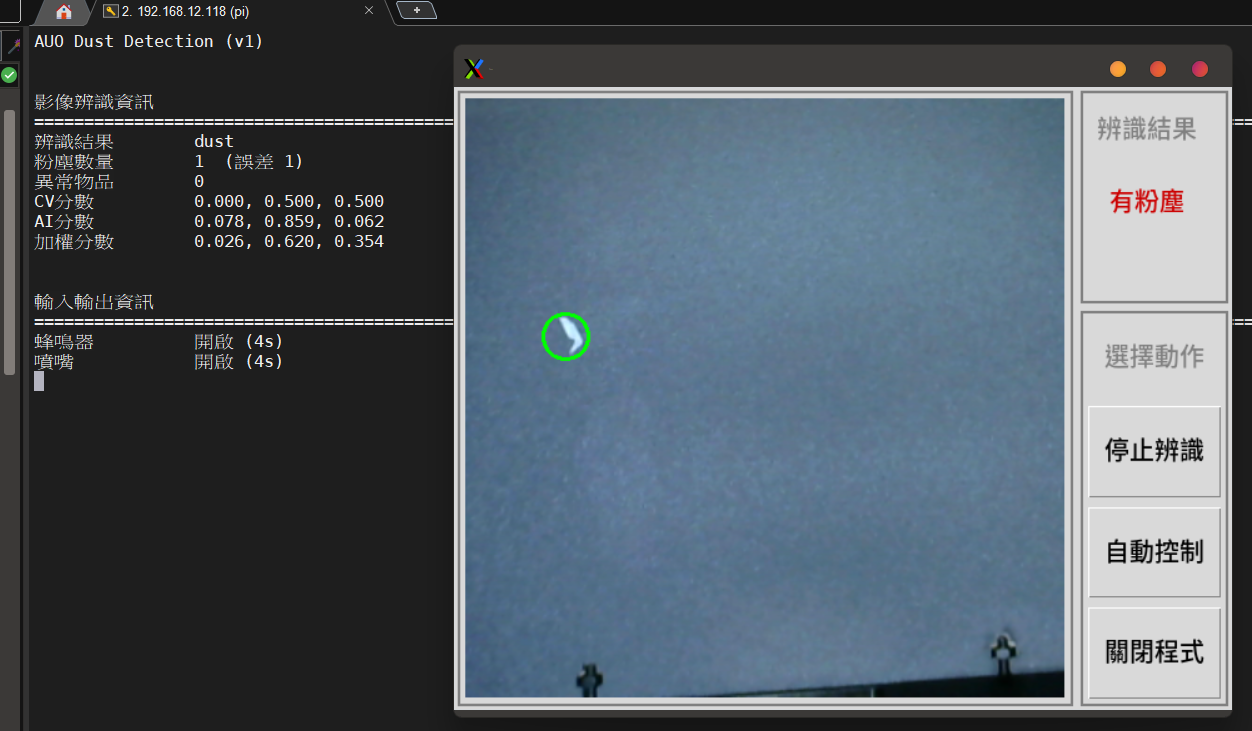 2. 192.168.12.118 (pi)
AUO Dust Detection (v1)
影像辨識資訊
辨識結果 dust
粉塵數量 1 (誤差 1)
異常物品 0
CV分數 0.000, 0.500, 0.500
AI分數 0.078, 0.859, 0.062
加權分數 0.026, 0.620, 0.354
輸入輸出資訊
蜂鳴器 開啟 (4s)
噴嘴 開啟 (4s)
辨識結果
有粉塵
選擇動作
停止辨識
自動控制
關閉程式